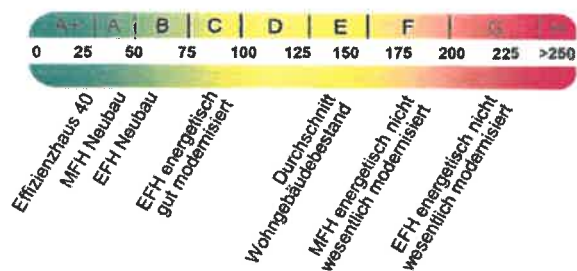 A+ A B C D E F G H
0 25 50 75 100 125 150 175 200 225 >250
Effizienzhaus 40
MFH Neubau
EFH Neubau
EFH energetisch
gut modernisiert
Durchschnitt
Wohngebäudebestand
MFH energetisch nicht
wesentlich modernisiert
EFH energetisch nicht
wesentlich modernisiert